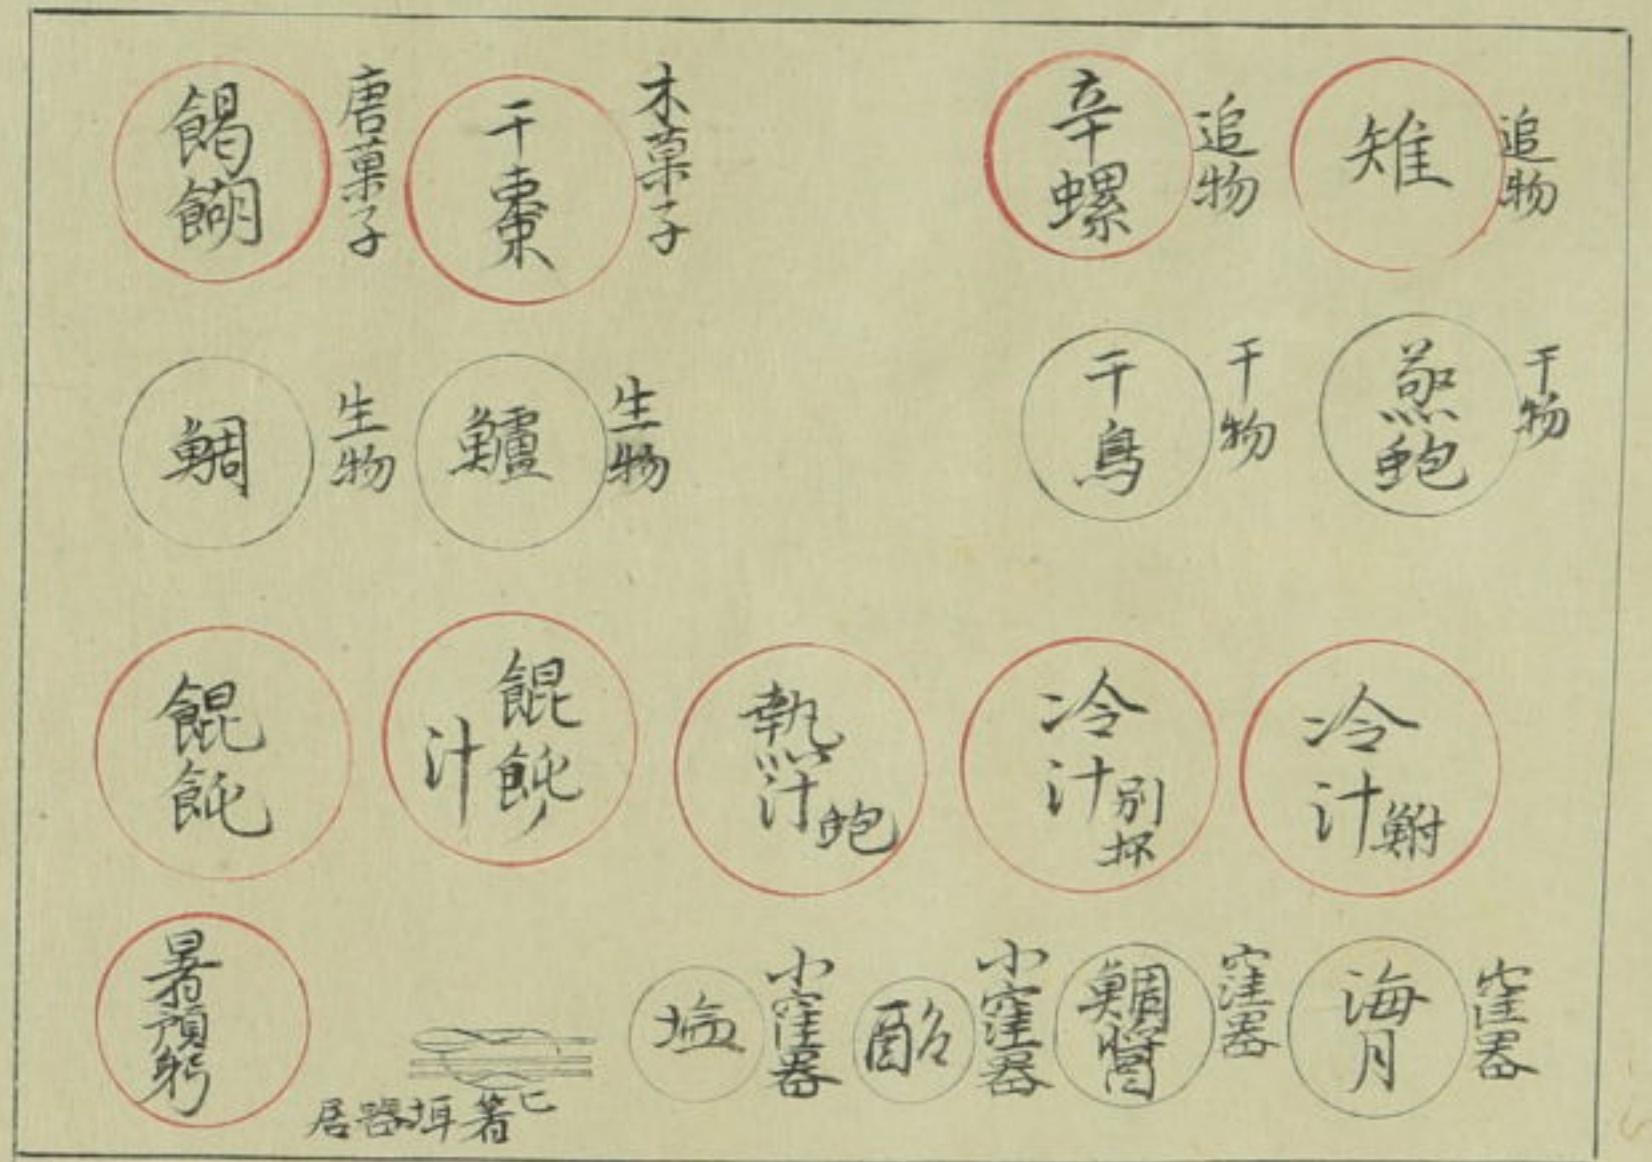 追物
雉
追物
辛螺
木菓子
干棗
唐菓子
餲餬
干物
蒸鮑
干物
干鳥
生物
鱸
生物
鯛
冷汁鮒
冷汁別坏
熱汁鮑
餛飩
汁
餛飩
窪器
海月
窪器
鯛醤
小窪器
酢
小窪器
塩
匕
箸
居
暑預粥